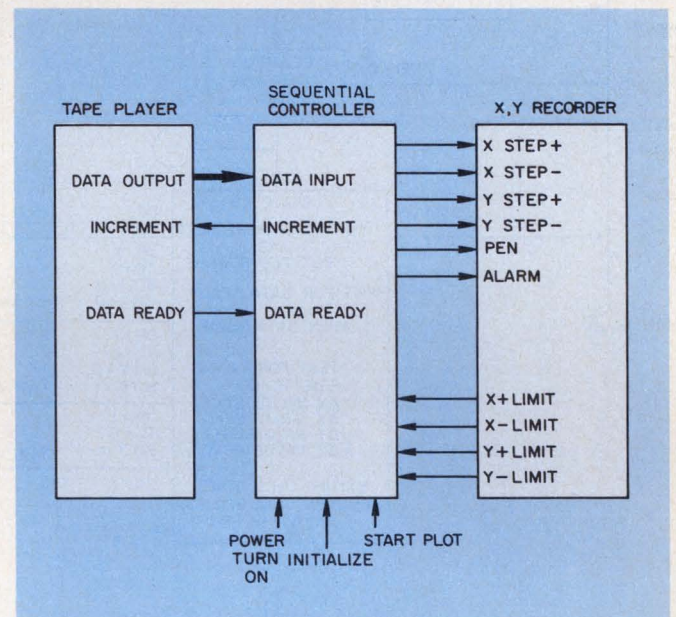 TAPE PLAYER
SEQUENTIAL
CONTROLLER
X,Y RECORDER
DATA OUTPUT
INCREMENT
DATA READY
DATA INPUT
INCREMENT
DATA READY
X STEP+
X STEP-
Y STEP+
Y STEP-
PEN
ALARM
X+LIMIT
X-LIMIT
Y+LIMIT
Y-LIMIT
POWER
TURN
ON
INITIALIZE
START PLOT